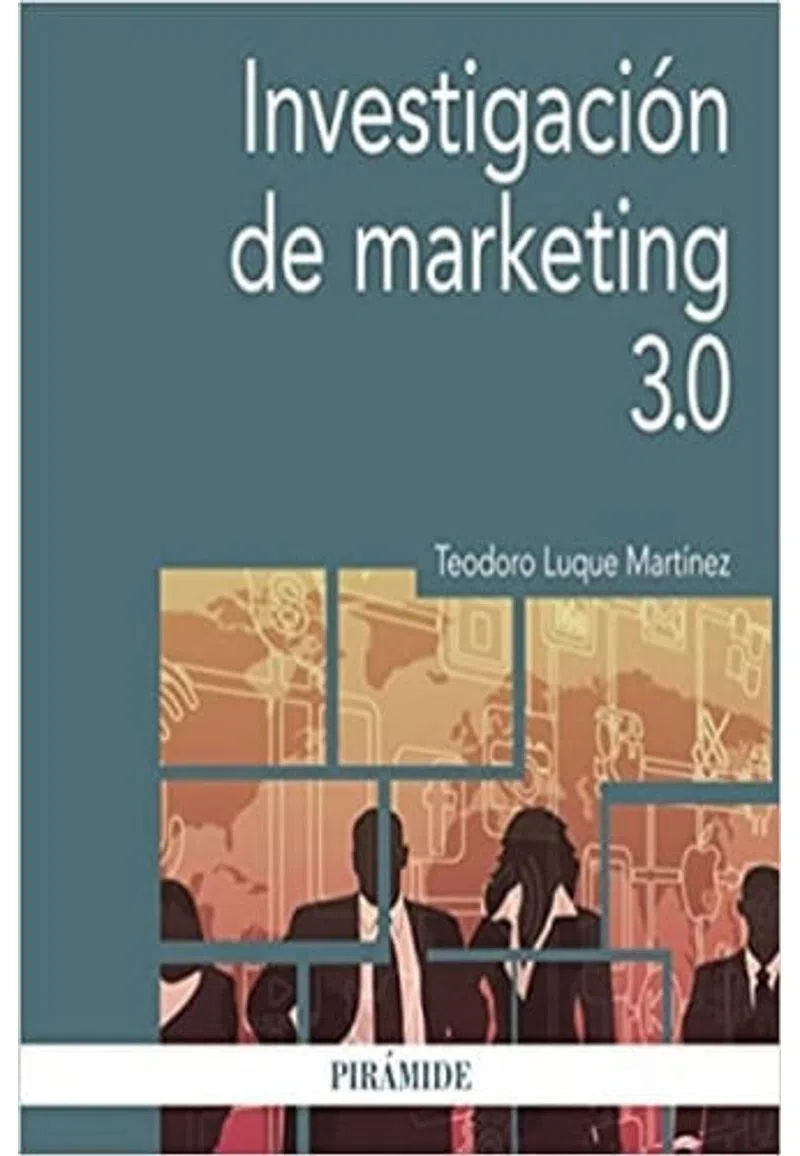 Investigación
de marketing
3.0
Teodoro Luque Martínez
PIRÁMIDE